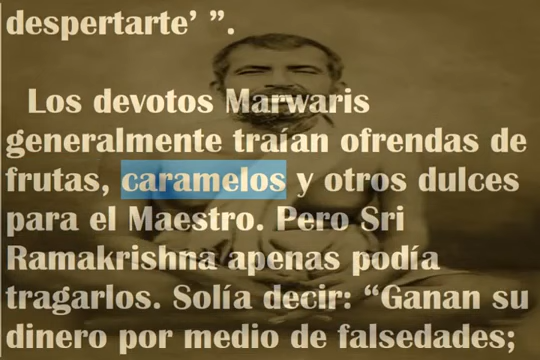 despertarte’ ”.
Los devotos Marwaris
generalmente traían ofrendas de
frutas, caramelos y otros dulces
para el Maestro. Pero Sri
Ramakrishna apenas podía
tragarlos. Solía decir: “Ganan su
dinero por medio de falsedades;